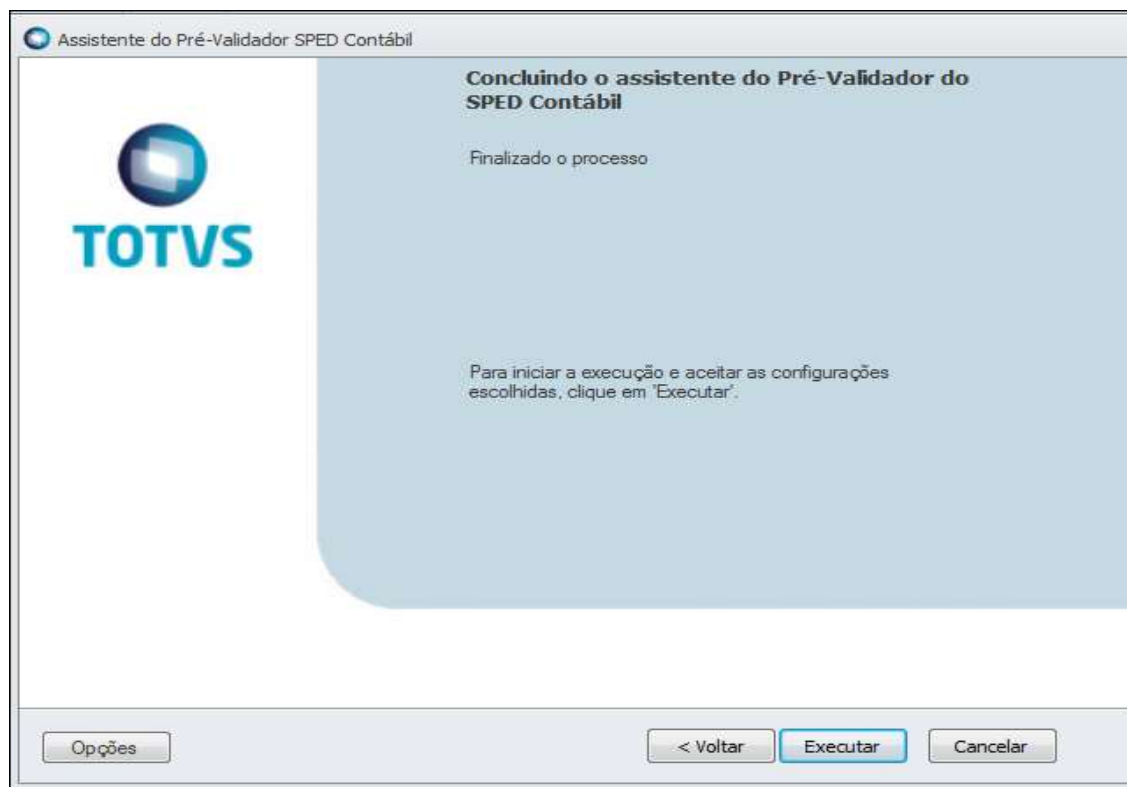 Assistente do Pré-Validador SPED Contábil
Concluindo o assistente do Pré-Validador do
SPED Contábil
Finalizado o processo
TOTVS
Para iniciar a execução e aceitar as configurações
escolhidas, clique em 'Executar'.
Opções
< Voltar
Executar
Cancelar